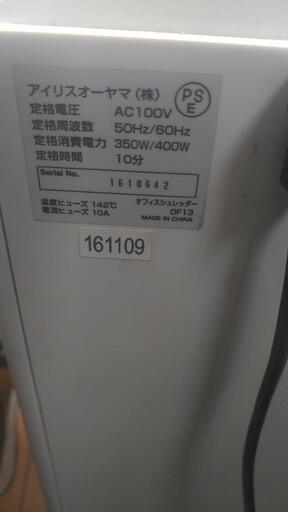 アイリスオーヤマ（株）
PS
E
定格電圧 AC100V
定格周波数 50Hz/60Hz
定格消費電力 350W/400W
定格時間 10分
Serial No. 1610642
温度ヒューズ 142℃ オフィスシュレッダー
電流ヒューズ 10A OF13
MADE IN CHINA
161109